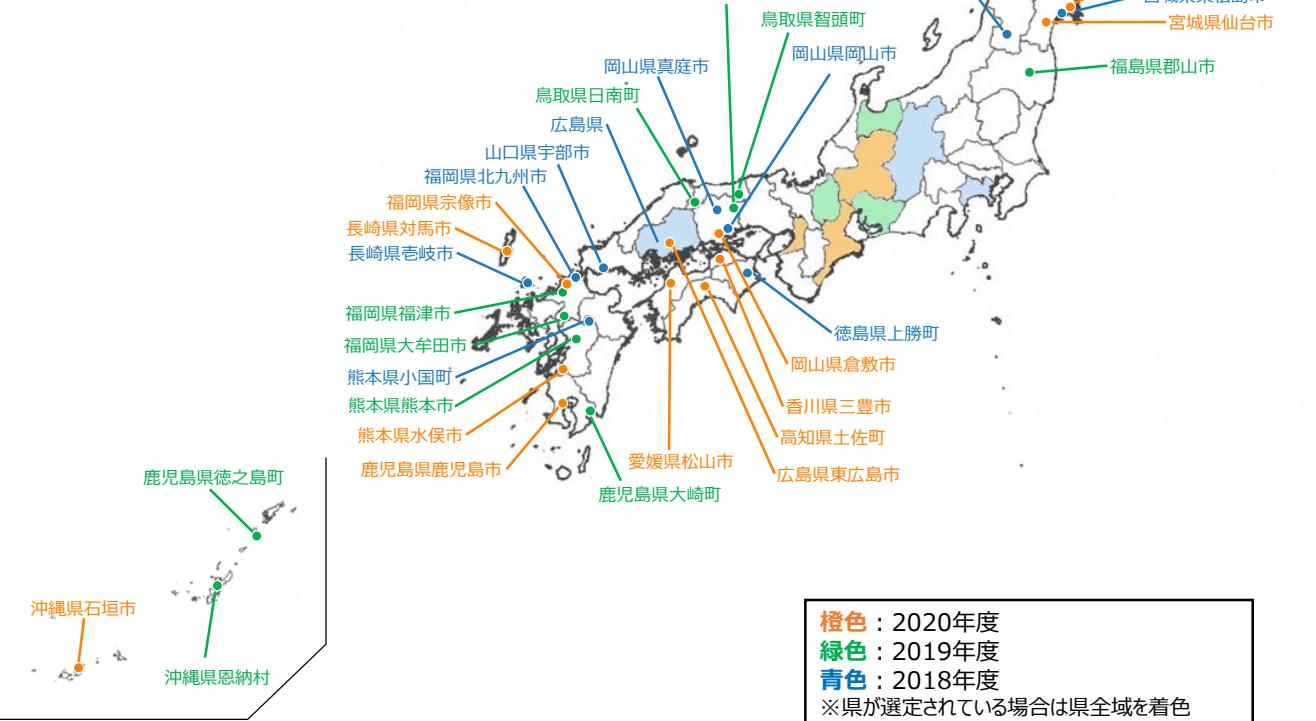 鳥取県智頭町
宮城県仙台市
岡山県真庭市
岡山県岡山市
福島県郡山市
鳥取県日南町
広島県
山口県宇部市
福岡県北九州市
福岡県宗像市
長崎県対馬市
長崎県壱岐市
福岡県福津市
福岡県大牟田市
熊本県小国町
熊本県熊本市
熊本県水俣市
鹿児島県鹿児島市
徳島県上勝町
岡山県倉敷市
香川県三豊市
高知県土佐町
広島県東広島市
愛媛県松山市
鹿児島県大崎町
鹿児島県徳之島町
沖縄県石垣市
沖縄県恩納村
橙色：2020年度
緑色：2019年度
青色：2018年度
※県が選定されている場合は県全域を着色